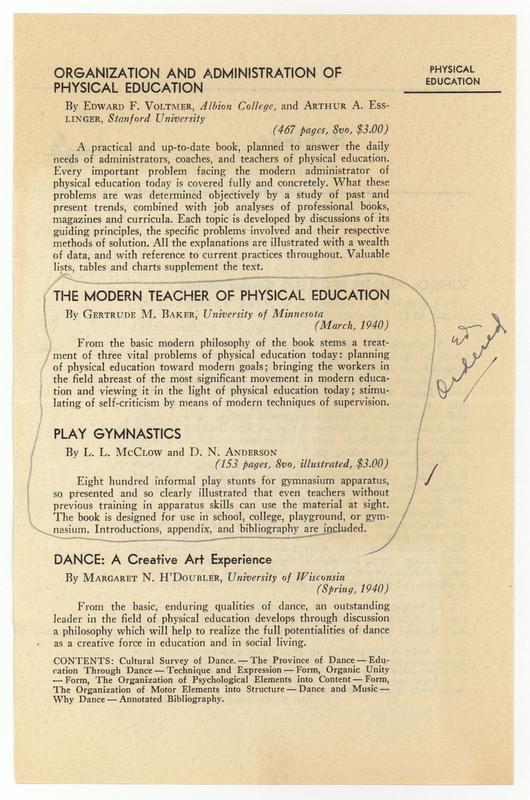 PHYSICAL
EDUCATION
ORGANIZATION AND ADMINISTRATION OF
PHYSICAL EDUCATION
By Edward F. Voltmer, Albion College, and Arthur A. Ess-
linger, Stanford University
(467 pages, 8vo, $3.00)
A practical and up-to-date book, planned to answer the daily
needs of administrators, coaches, and teachers of physical education.
Every important problem facing the modern administrator of
physical education today is covered fully and concretely. What these
problems are was determined objectively by a study of past and
present trends, combined with job analyses of professional books,
magazines and curricula. Each topic is developed by discussions of its
guiding principles, the specific problems involved and their respective
methods of solution. All the explanations are illustrated with a wealth
of data, and with reference to current practices throughout. Valuable
lists, tables and charts supplement the text.
THE MODERN TEACHER OF PHYSICAL EDUCATION
By Gertrude M. Baker, University of Minnesota
(March, 1940)
From the basic modern philosophy of the book stems a treat-
ment of three vital problems of physical education today: planning
of physical education toward modern goals; bringing the workers in
the field abreast of the most significant movement in modern educa-
tion and viewing it in the light of physical education today; stimu-
lating of self-criticism by means of modern techniques of supervision.
Ed
Ordered
PLAY GYMNASTICS
By L. L. McClow and D. N. Anderson
(153 pages, 8vo, illustrated, $3.00)
Eight hundred informal play stunts for gymnasium apparatus,
so presented and so clearly illustrated that even teachers without
previous training in apparatus skills can use the material at sight.
The book is designed for use in school, college, playground, or gym-
nasium. Introductions, appendix, and bibliography are included.
DANCE: A Creative Art Experience
By Margaret N. H'Doubler, University of Wisconsin
(Spring, 1940)
From the basic, enduring qualities of dance, an outstanding
leader in the field of physical education develops through discussion
a philosophy which will help to realize the full potentialities of dance
as a creative force in education and in social living.
CONTENTS: Cultural Survey of Dance. — The Province of Dance — Edu-
cation Through Dance — Technique and Expression — Form, Organic Unity
— Form, The Organization of Psychological Elements into Content — Form,
The Organization of Motor Elements into Structure — Dance and Music —
Why Dance — Annotated Bibliography.